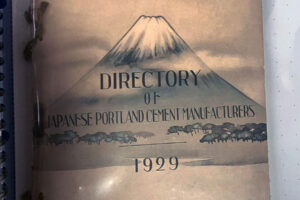 DIRECTORY
OF
JAPANESE PORTLAND CEMENT MANUFACTURERS
1929